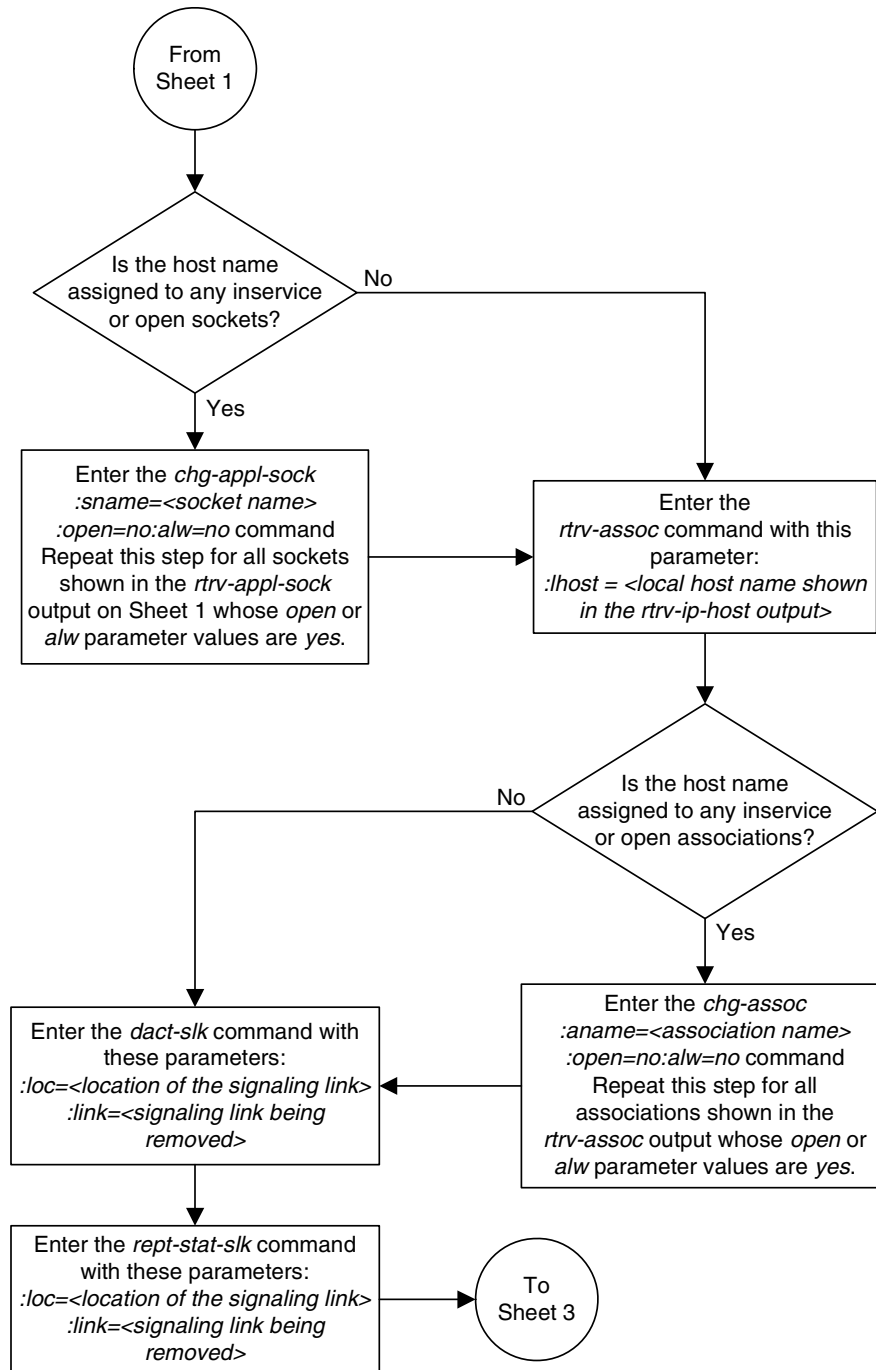 From
Sheet 1
Is the host name
assigned to any inservice
or open sockets?
No
Yes
Enter the chg-appl-sock
:sname=<socket name>
:open=no:alw=no command
Repeat this step for all sockets
shown in the rtrv-appl-sock
output on Sheet 1 whose open or
alw parameter values are yes.
Enter the
rtrv-assoc command with this
parameter:
:lhost = <local host name shown
in the rtrv-ip-host output>
Is the host name
assigned to any inservice
or open associations?
No
Yes
Enter the chg-assoc
:aname=<association name>
:open=no:alw=no command
Repeat this step for all
associations shown in the
rtrv-assoc output whose open or
alw parameter values are yes.
Enter the dact-slk command with
these parameters:
:loc=<location of the signaling link>
:link=<signaling link being
removed>
Enter the rept-stat-slk command
with these parameters:
:loc=<location of the signaling link>
:link=<signaling link being
removed>
To
Sheet 3